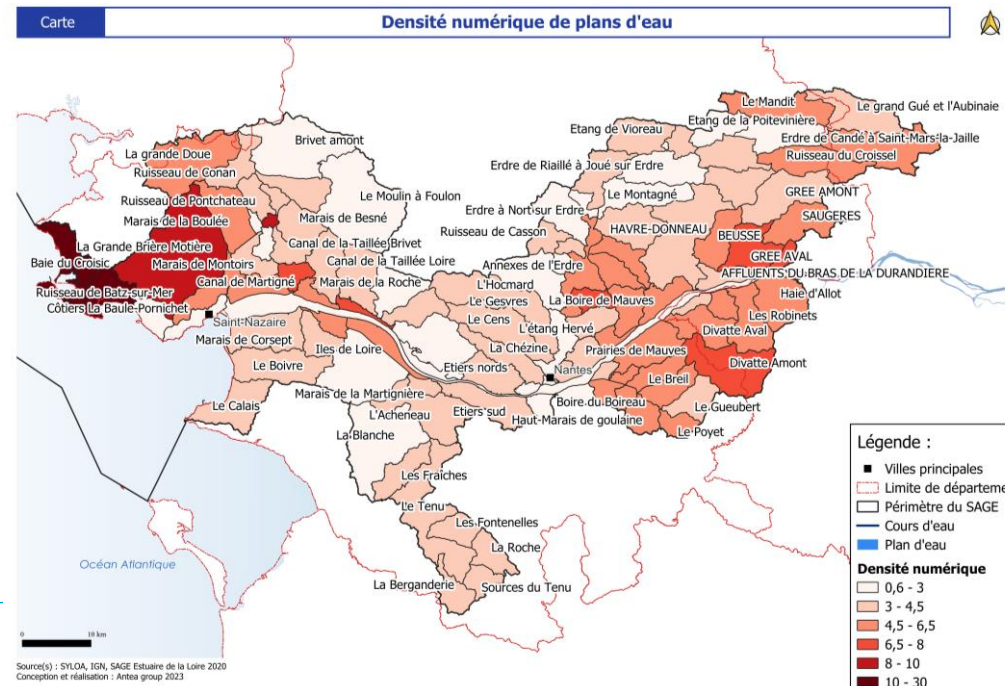 Carte
Densité numérique de plans d'eau
Le Mandit
Le grand Gué et l'Aubinaie
Etang de la Poitevinière
Etang de Vioreau
Erdre de Candé à Saint-Mars-la-Jaille
Brivet amont
La grande Doue
Ruisseau du Croissel
Erdre de Riaillé à Joué sur Erdre
Ruisseau de Conan
Le Moulin à Foulon
Le Montagné
GREE AMONT
Ruisseau de Pontchateau
Erdre à Nort sur Erdre
SAUGERES
Marais de Besné
Marais de la Boulée
Ruisseau de Casson
HAVRE-DONNEAU
BEUSSE
La Grande Brière Motière
Canal de la Taillée Brivet
GREE AVAL
Baie du Croisic
Marais de Montoirs
Canal de la Taillée Loire
Annexes de l'Erdre
AFFLUENTS DU BRAS DE LA DURANDIERE
Canal de Martigné
Marais de la Roche
L'Hocmard
Ruisseau de Batz-sur-Mer
Haie d'Allot
Le Gesvres
La Boire de Mauves
Côtiers La Baule-Pornichet
Saint-Nazaire
Le Cens
Les Robinets
L'étang Hervé
Divatte Aval
Marais de Corsept
Iles de Loire
La Chézine
Prairies de Mauves
Le Boivre
Etiers nords
Nantes
Divatte Amont
Le Breil
Marais de la Martignière
Le Calais
Boire du Boireau
L'Acheneau
Etiers sud
Le Gueubert
Haut-Marais de goulaine
La Blanche
Le Poyet
Les Fraîches
Le Tenu
Les Fontenelles
La Roche
La Berganderie
Sources du Tenu
Océan Atlantique
Légende :
Villes principales
Limite de départeme
Périmètre du SAGE
Cours d'eau
Plan d'eau
Densité numérique
0,6 - 3
3 - 4,5
4,5 - 6,5
6,5 - 8
8 - 10
10 - 30
0
10 km
Source(s) : SYLOA, IGN, SAGE Estuaire de la Loire 2020
Conception et réalisation : Antea group 2023